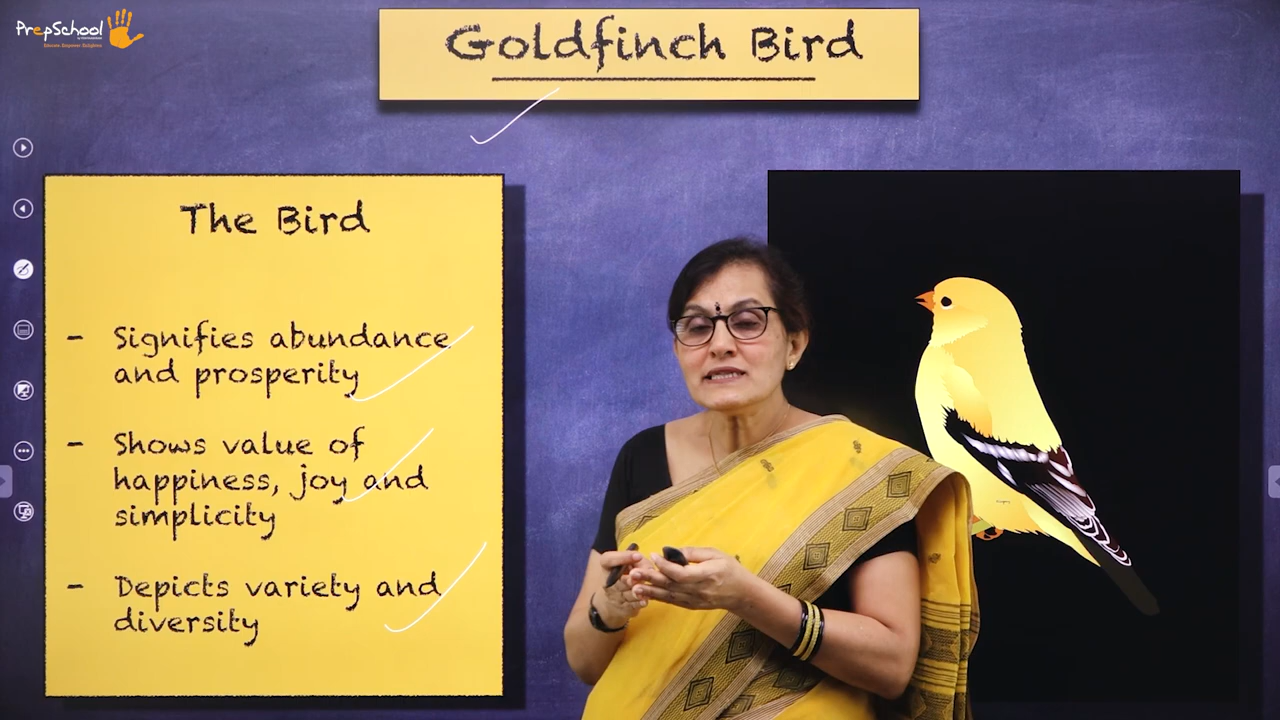 PrepSchool
Goldfinch Bird
The Bird
- Signifies abundance
and prosperity
- Shows value of
happiness, joy and
simplicity
- Depicts variety and
diversity